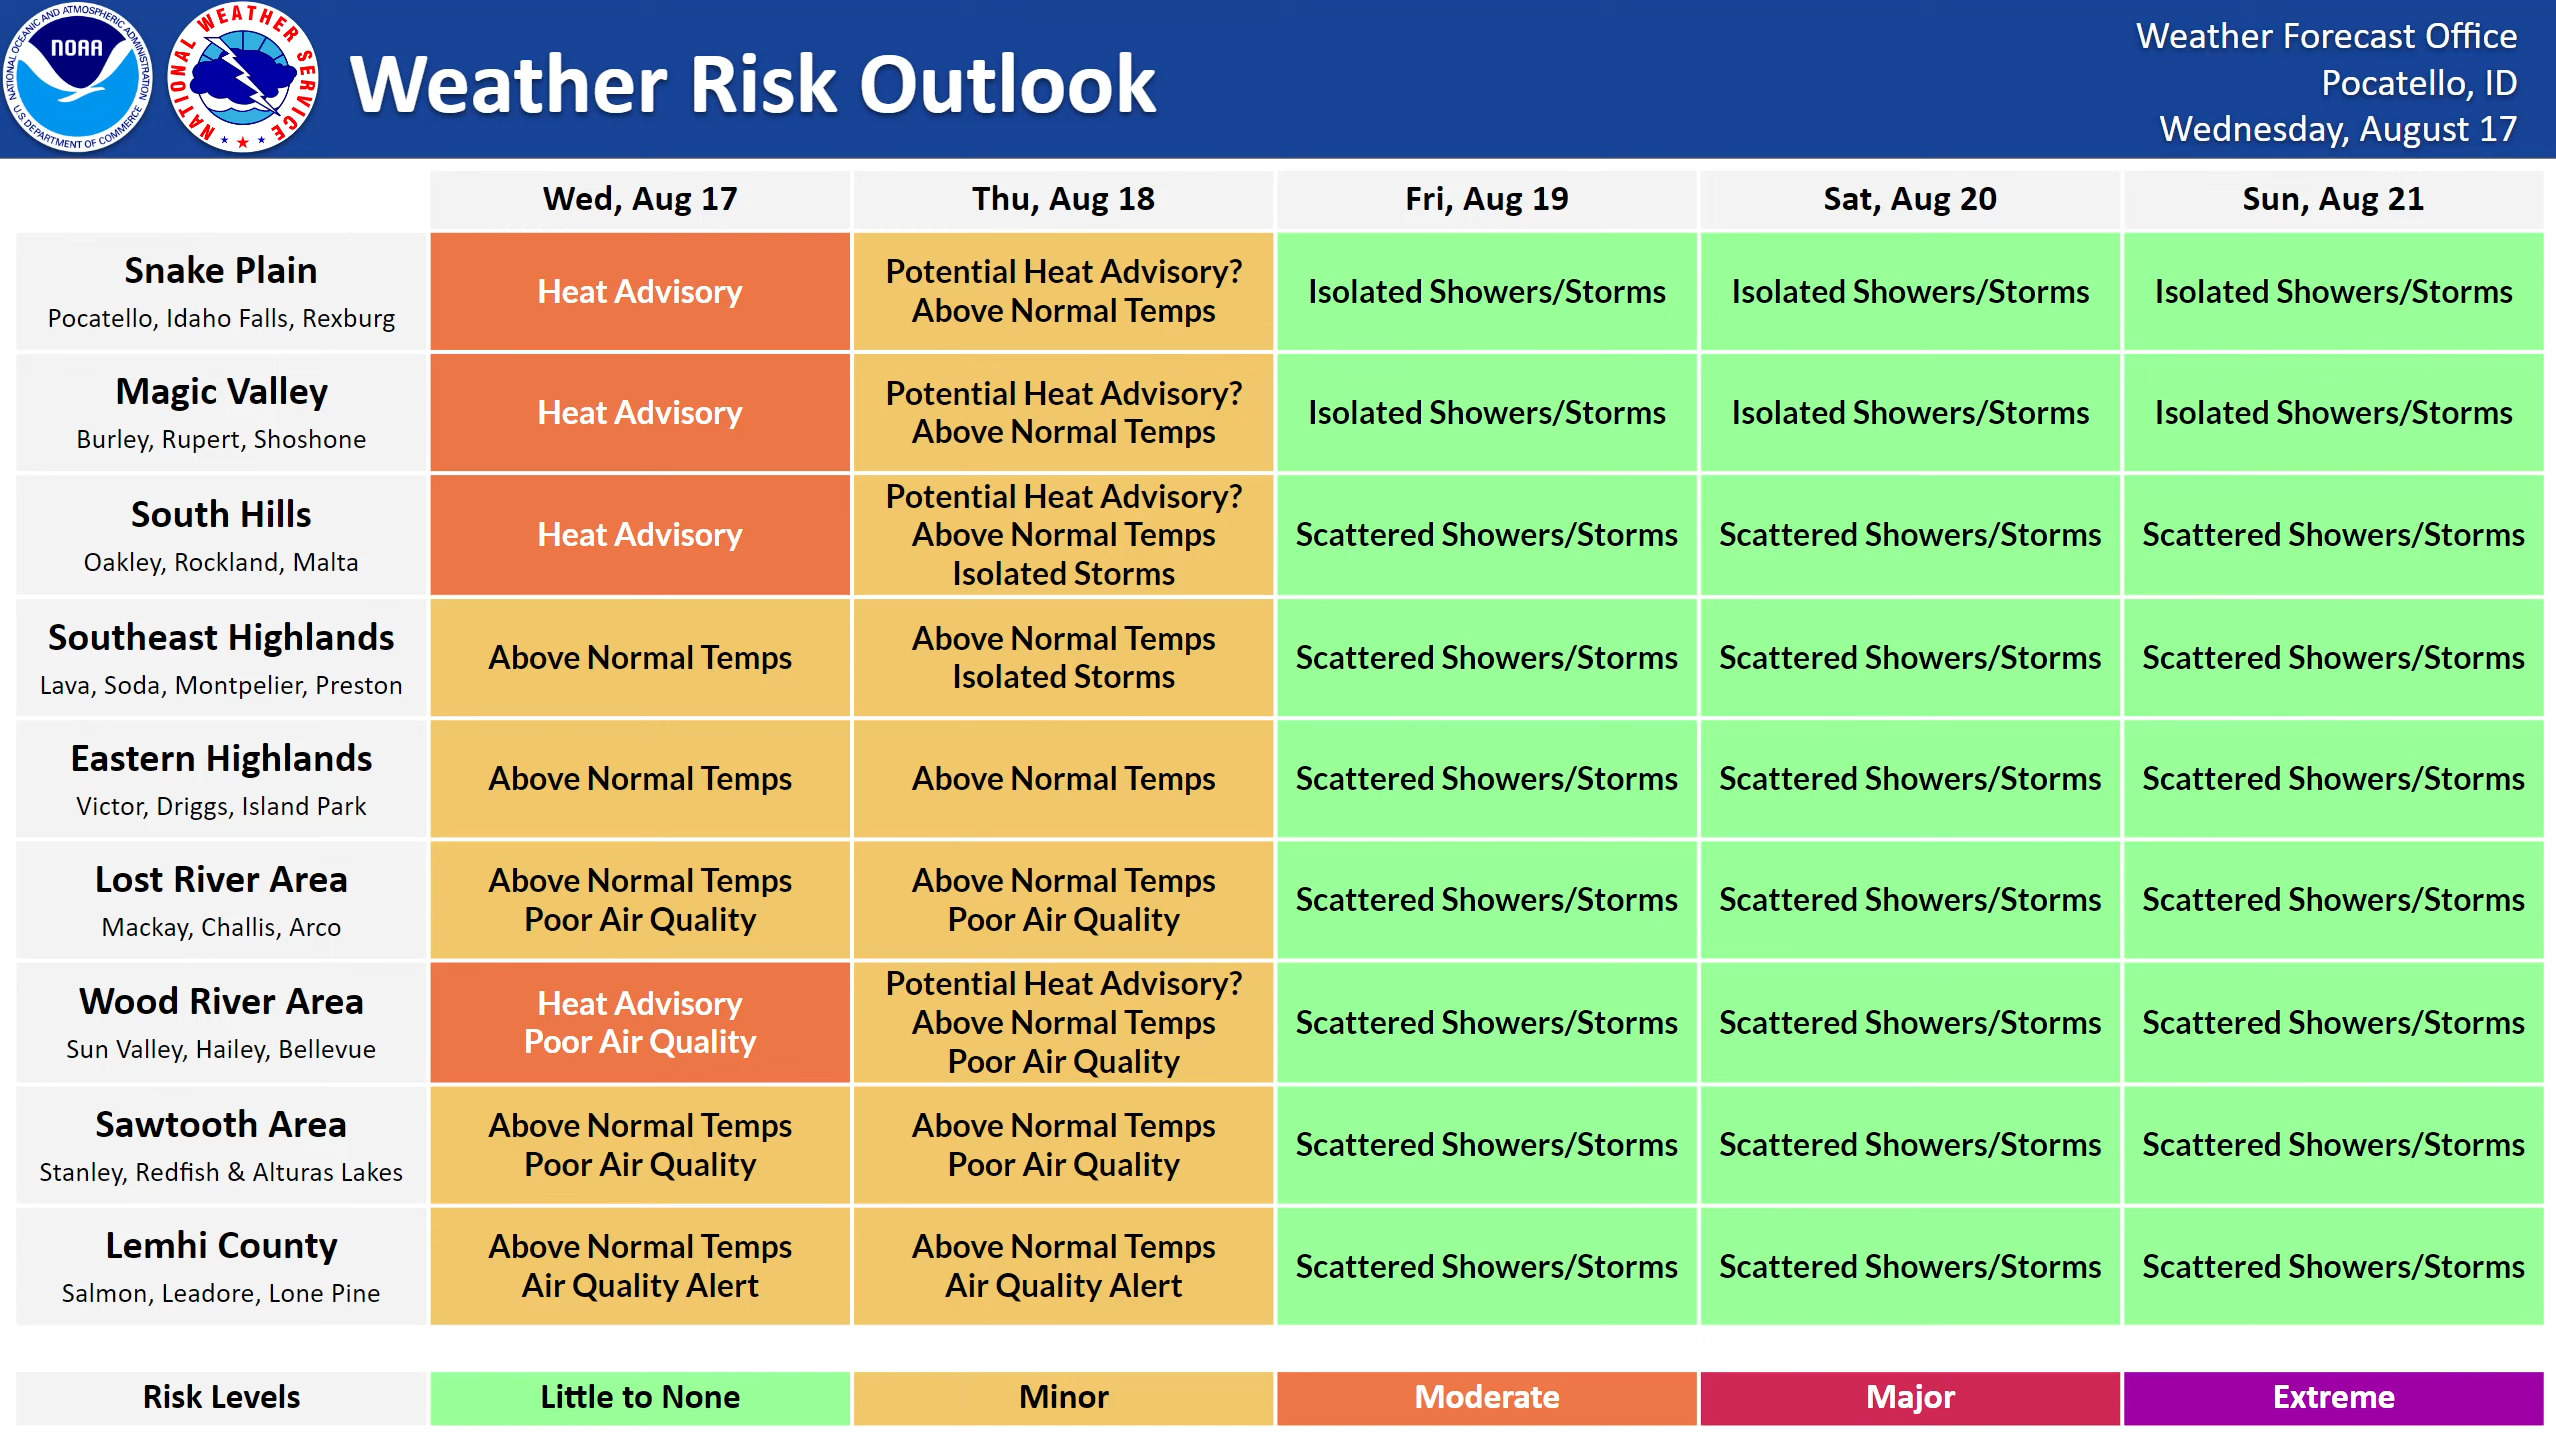 NATIONAL OCEANIC AND ATMOSPHERIC ADMINISTRATION
NOAA
U.S. DEPARTMENT OF COMMERCE
NATIONAL WEATHER SERVICE
Weather Risk Outlook
Weather Forecast Office
Pocatello, ID
Wednesday, August 17
Wed, Aug 17
Thu, Aug 18
Fri, Aug 19
Sat, Aug 20
Sun, Aug 21
Snake Plain
Pocatello, Idaho Falls, Rexburg
Heat Advisory
Potential Heat Advisory?
Above Normal Temps
Isolated Showers/Storms
Isolated Showers/Storms
Isolated Showers/Storms
Magic Valley
Burley, Rupert, Shoshone
Heat Advisory
Potential Heat Advisory?
Above Normal Temps
Isolated Showers/Storms
Isolated Showers/Storms
Isolated Showers/Storms
South Hills
Oakley, Rockland, Malta
Heat Advisory
Potential Heat Advisory?
Above Normal Temps
Isolated Storms
Scattered Showers/Storms
Scattered Showers/Storms
Scattered Showers/Storms
Southeast Highlands
Lava, Soda, Montpelier, Preston
Above Normal Temps
Above Normal Temps
Isolated Storms
Scattered Showers/Storms
Scattered Showers/Storms
Scattered Showers/Storms
Eastern Highlands
Victor, Driggs, Island Park
Above Normal Temps
Above Normal Temps
Scattered Showers/Storms
Scattered Showers/Storms
Scattered Showers/Storms
Lost River Area
Mackay, Challis, Arco
Above Normal Temps
Poor Air Quality
Above Normal Temps
Poor Air Quality
Scattered Showers/Storms
Scattered Showers/Storms
Scattered Showers/Storms
Wood River Area
Sun Valley, Hailey, Bellevue
Heat Advisory
Poor Air Quality
Potential Heat Advisory?
Above Normal Temps
Poor Air Quality
Scattered Showers/Storms
Scattered Showers/Storms
Scattered Showers/Storms
Sawtooth Area
Stanley, Redfish & Alturas Lakes
Above Normal Temps
Poor Air Quality
Above Normal Temps
Poor Air Quality
Scattered Showers/Storms
Scattered Showers/Storms
Scattered Showers/Storms
Lemhi County
Salmon, Leadore, Lone Pine
Above Normal Temps
Air Quality Alert
Above Normal Temps
Air Quality Alert
Scattered Showers/Storms
Scattered Showers/Storms
Scattered Showers/Storms
Risk Levels
Little to None
Minor
Moderate
Major
Extreme